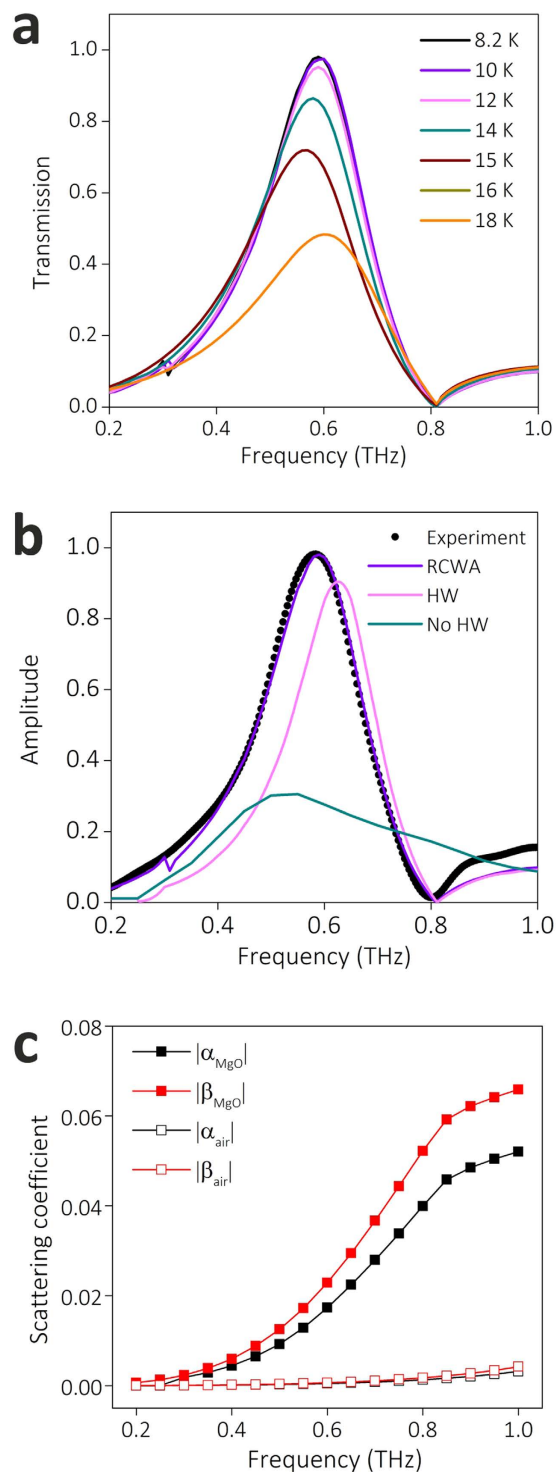 a
1.0
0.8
0.6
0.4
0.2
0.0
Transmission
8.2 K
10 K
12 K
14 K
15 K
16 K
18 K
0.2 0.4 0.6 0.8 1.0
Frequency (THz)
b
1.0
0.8
0.6
0.4
0.2
0.0
Amplitude
Experiment
RCWA
HW
No HW
0.2 0.4 0.6 0.8 1.0
Frequency (THz)
c
0.08
0.06
0.04
0.02
0.00
Scattering coefficient
|α_MgO|
|β_MgO|
|α_air|
|β_air|
0.2 0.4 0.6 0.8 1.0
Frequency (THz)